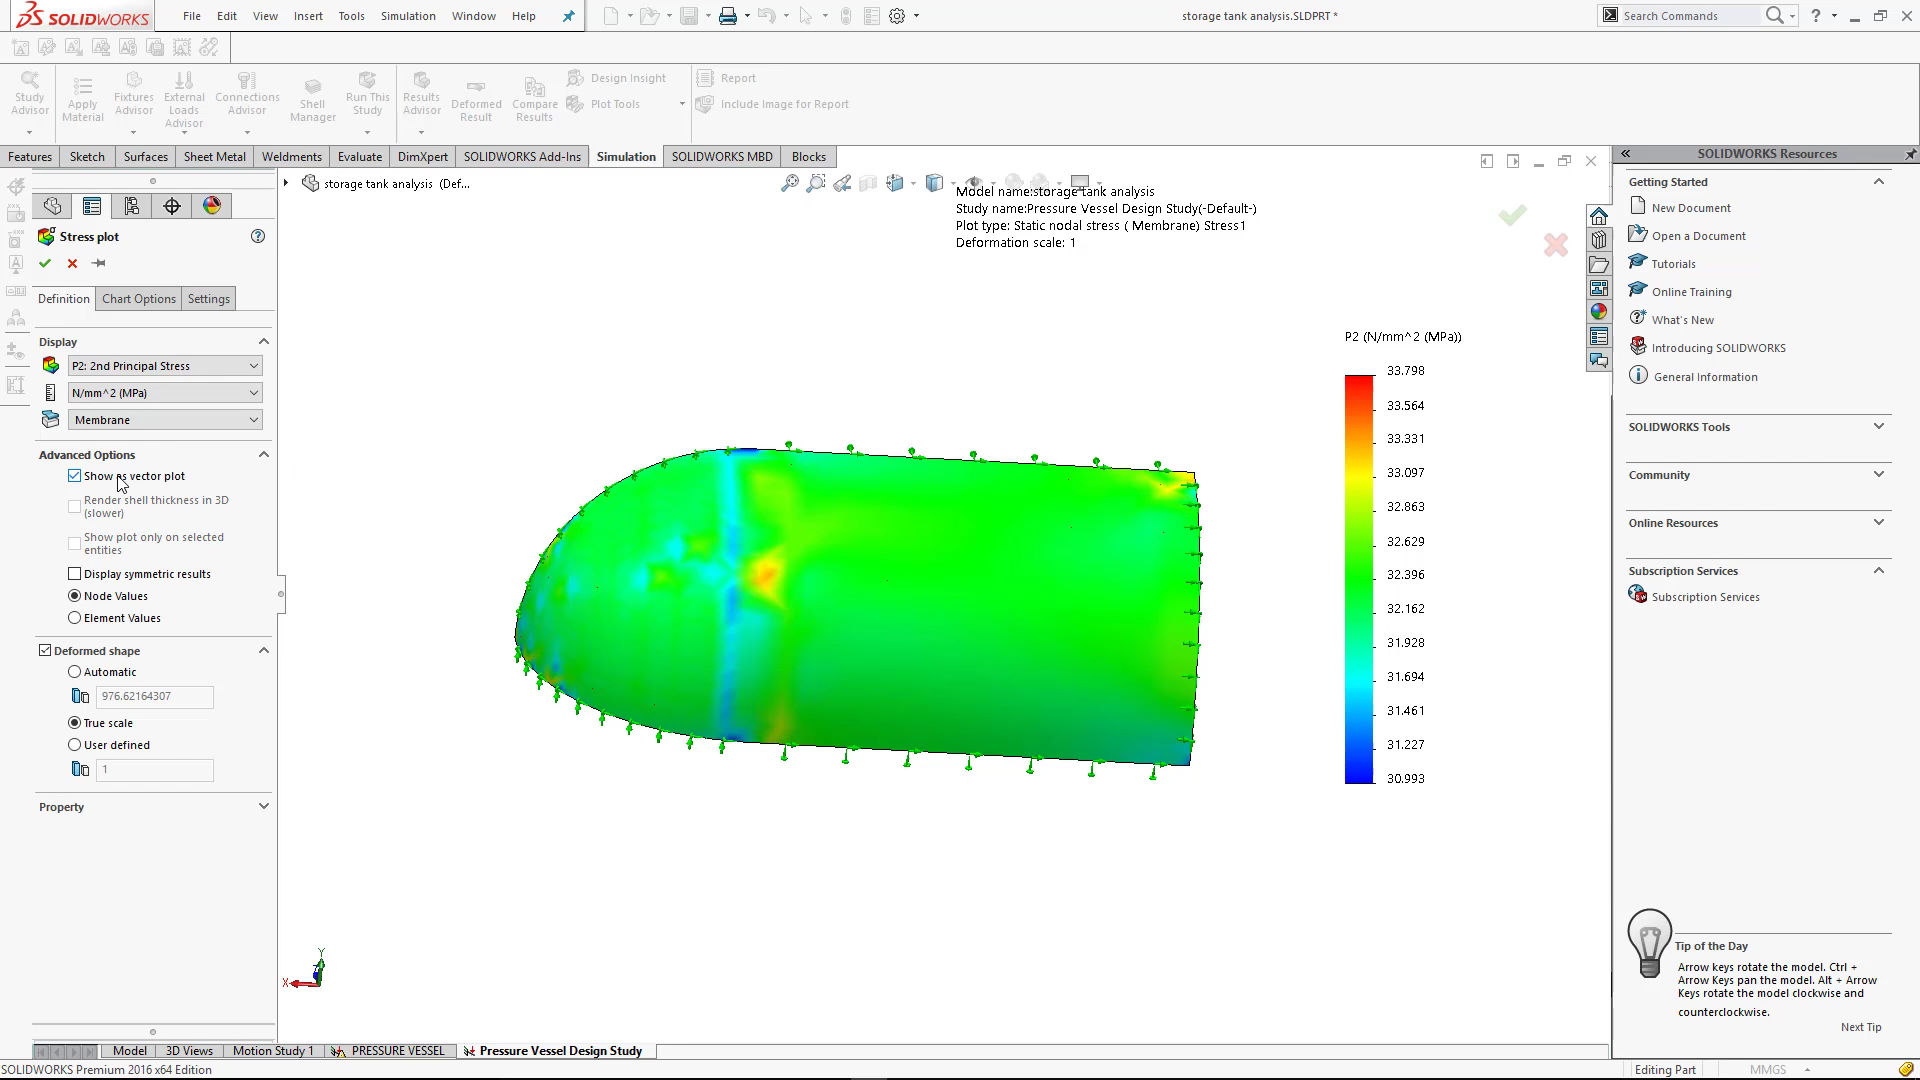 SOLIDWORKS
File Edit View Insert Tools Simulation Window Help
storage tank analysis.SLDPRT *
Search Commands
Study Advisor
Apply Material
Fixtures Advisor
External Loads Advisor
Connections Advisor
Shell Manager
Run This Study
Results Advisor
Deformed Result
Compare Results
Design Insight
Plot Tools
Report
Include Image for Report
Features Sketch Surfaces Sheet Metal Weldments Evaluate DimXpert SOLIDWORKS Add-Ins Simulation SOLIDWORKS MBD Blocks
storage tank analysis (Def...
Stress plot
Definition Chart Options Settings
Display
P2: 2nd Principal Stress
N/mm^2 (MPa)
Membrane
Advanced Options
Show as vector plot
Render shell thickness in 3D
(slower)
Show plot only on selected
entities
Display symmetric results
Node Values
Element Values
Deformed shape
Automatic
976.62164307
True scale
User defined
1
Property
Model name:storage tank analysis
Study name:Pressure Vessel Design Study(-Default-)
Plot type: Static nodal stress ( Membrane) Stress1
Deformation scale: 1
P2 (N/mm^2 (MPa))
33.798
33.564
33.331
33.097
32.863
32.629
32.396
32.162
31.928
31.694
31.461
31.227
30.993
Y
X
SOLIDWORKS Resources
Getting Started
New Document
Open a Document
Tutorials
Online Training
What's New
Introducing SOLIDWORKS
General Information
SOLIDWORKS Tools
Community
Online Resources
Subscription Services
Subscription Services
Tip of the Day
Arrow keys rotate the model. Ctrl +
Arrow Keys pan the model. Alt + Arrow
Keys rotate the model clockwise and
counterclockwise.
Next Tip
Model 3D Views Motion Study 1 PRESSURE VESSEL Pressure Vessel Design Study
SOLIDWORKS Premium 2016 x64 Edition
Editing Part MMGS